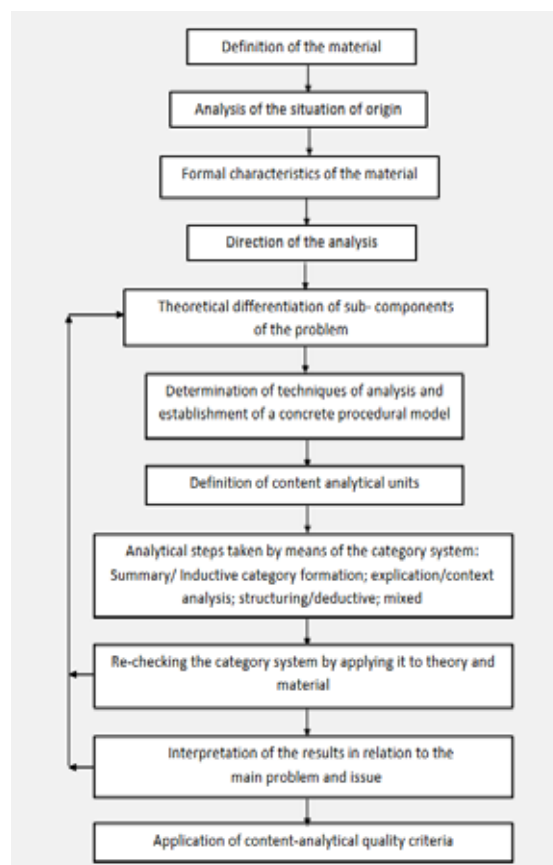 Definition of the material
Analysis of the situation of origin
Formal characteristics of the material
Direction of the analysis
Theoretical differentiation of sub- components
of the problem
Determination of techniques of analysis and
establishment of a concrete procedural model
Definition of content analytical units
Analytical steps taken by means of the category system:
Summary/ Inductive category formation; explication/context
analysis; structuring/deductive; mixed
Re-checking the category system by applying it to theory and
material
Interpretation of the results in relation to the
main problem and issue
Application of content-analytical quality criteria